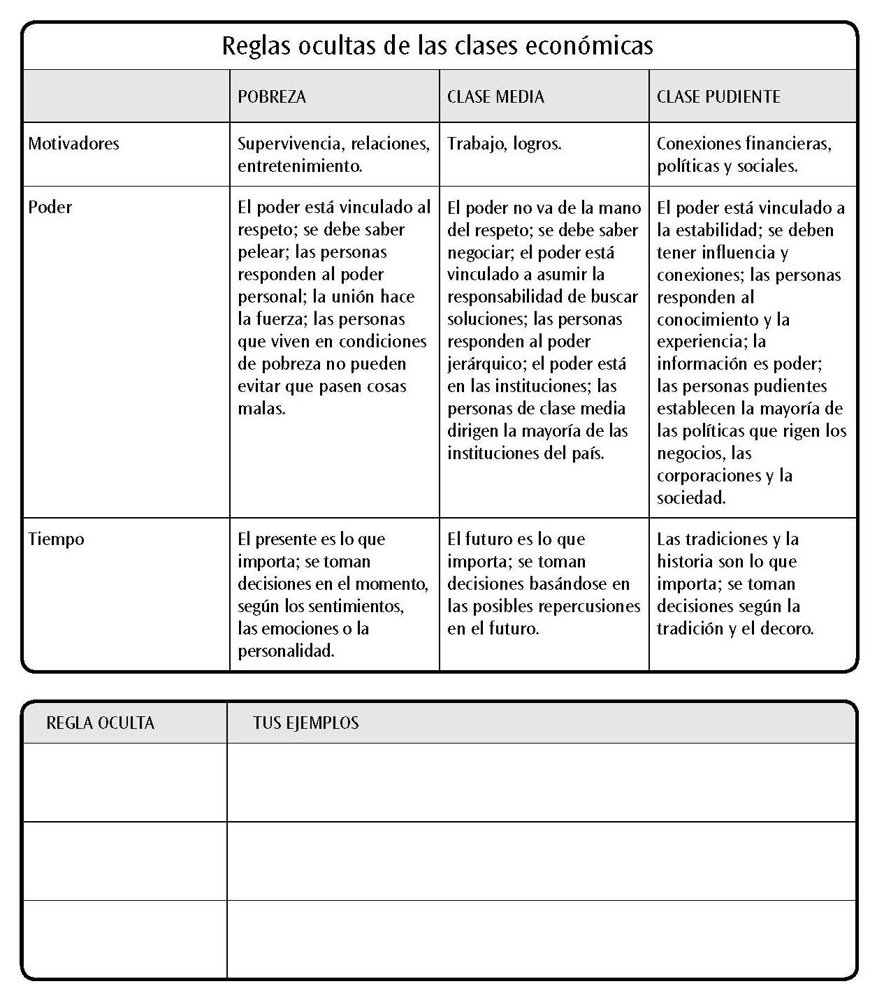 Reglas ocultas de las clases económicas
POBREZA
CLASE MEDIA
CLASE PUDIENTE
Motivadores
Supervivencia, relaciones,
entretenimiento.
Trabajo, logros.
Conexiones financieras,
políticas y sociales.
Poder
El poder está vinculado al
respeto; se debe saber
pelear; las personas
responden al poder
personal; la unión hace
la fuerza; las personas
que viven en condiciones
de pobreza no pueden
evitar que pasen cosas
malas.
El poder no va de la mano
del respeto; se debe saber
negociar; el poder está
vinculado a asumir la
responsabilidad de buscar
soluciones; las personas
responden al poder
jerárquico; el poder está
en las instituciones; las
personas de clase media
dirigen la mayoría de las
instituciones del país.
El poder está vinculado a
la estabilidad; se deben
tener influencia y
conexiones; las personas
responden al
conocimiento y la
experiencia; la
información es poder;
las personas pudientes
establecen la mayoría de
las políticas que rigen los
negocios, las
corporaciones y la
sociedad.
Tiempo
El presente es lo que
importa; se toman
decisiones en el momento,
según los sentimientos,
las emociones o la
personalidad.
El futuro es lo que
importa; se toman
decisiones basándose en
las posibles repercusiones
en el futuro.
Las tradiciones y la
historia son lo que
importa; se toman
decisiones según la
tradición y el decoro.
REGLA OCULTA
TUS EJEMPLOS